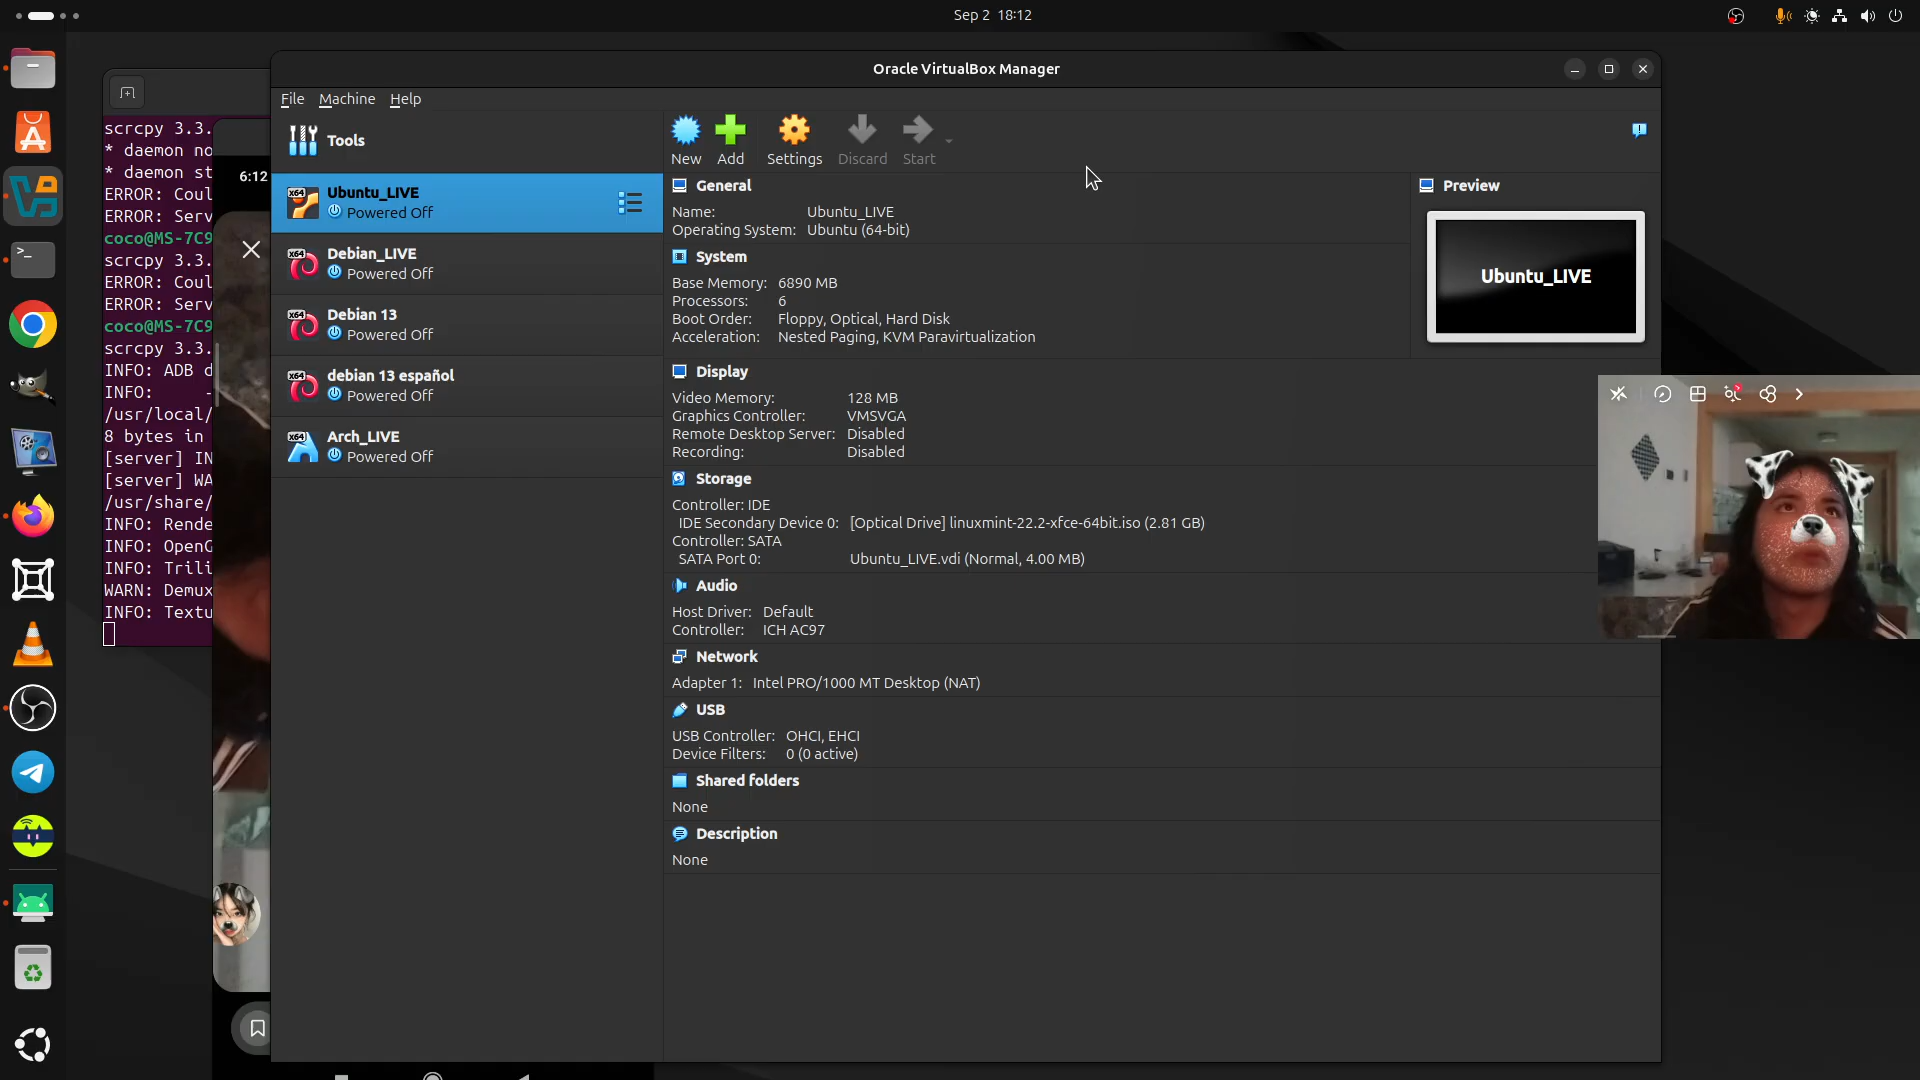 Sep 2 18:12
Oracle VirtualBox Manager
File Machine Help
Tools
New Add Settings Discard Start
Ubuntu_LIVE
Powered Off
Debian_LIVE
Powered Off
Debian 13
Powered Off
debian 13 español
Powered Off
Arch_LIVE
Powered Off
General
Name: Ubuntu_LIVE
Operating System: Ubuntu (64-bit)
System
Base Memory: 6890 MB
Processors: 6
Boot Order: Floppy, Optical, Hard Disk
Acceleration: Nested Paging, KVM Paravirtualization
Preview
Ubuntu_LIVE
Display
Video Memory: 128 MB
Graphics Controller: VMSVGA
Remote Desktop Server: Disabled
Recording: Disabled
Storage
Controller: IDE
IDE Secondary Device 0: [Optical Drive] linuxmint-22.2-xfce-64bit.iso (2.81 GB)
Controller: SATA
SATA Port 0: Ubuntu_LIVE.vdi (Normal, 4.00 MB)
Audio
Host Driver: Default
Controller: ICH AC97
Network
Adapter 1: Intel PRO/1000 MT Desktop (NAT)
USB
USB Controller: OHCI, EHCI
Device Filters: 0 (0 active)
Shared folders
None
Description
None
scrcpy 3.3.
* daemon no
* daemon st
ERROR: Coul
ERROR: Serv
coco@MS-7C9
scrcpy 3.3.
ERROR: Coul
ERROR: Serv
coco@MS-7C9
scrcpy 3.3.
INFO: ADB d
INFO: -
/usr/local/
8 bytes in
[server] IN
[server] WA
/usr/share/
INFO: Rende
INFO: OpenG
INFO: Trili
WARN: Demux
INFO: Textu
6:12